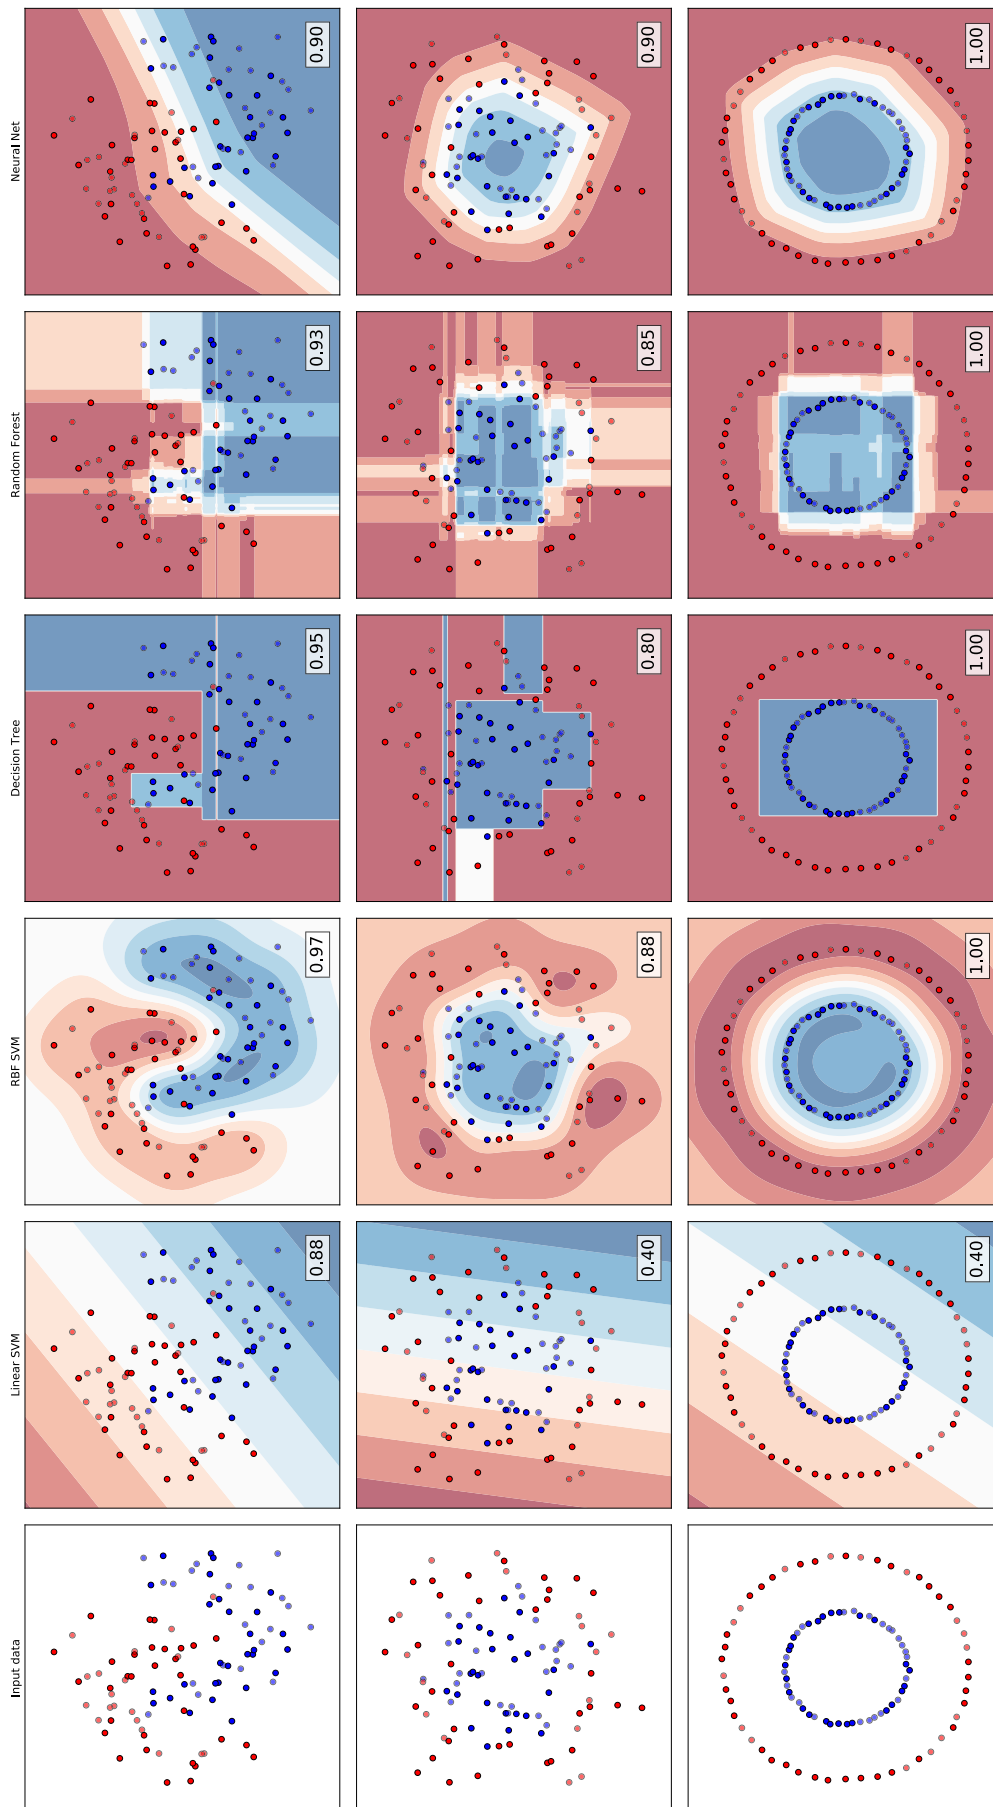 Input data
Linear SVM
RBF SVM
Decision Tree
Random Forest
Neural Net
0.88
0.97
0.95
0.93
0.90
0.40
0.88
0.80
0.85
0.90
0.40
1.00
1.00
1.00
1.00